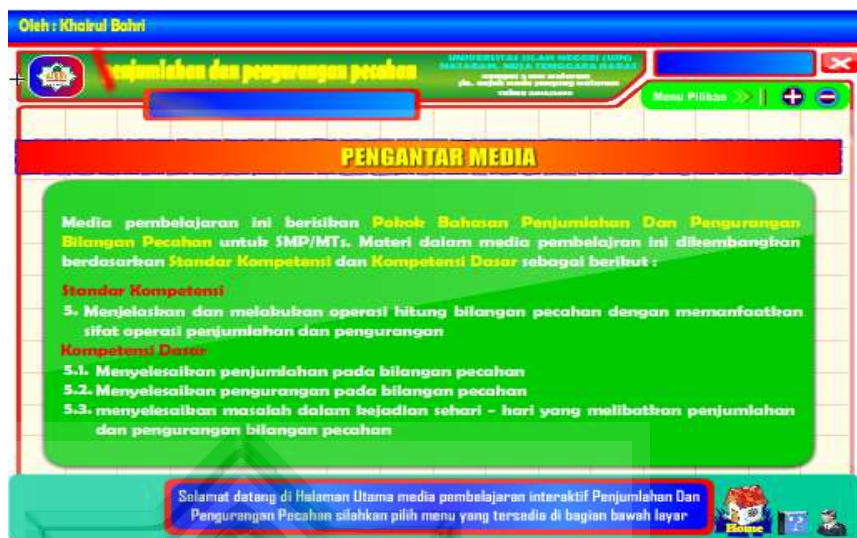 Oleh : Khairul Bahri
enjumlahan dan pengurangan pecahan
UNIVERSITAS ISLAM NEGERI (UIN)
MATARAM, NUSA TENGGARA BARAT
Menu Pilihan
PENGANTAR MEDIA
Media pembelajaran ini berisikan Pokok Bahasan Penjumlahan Dan Pengurangan
Bilangan Pecahan untuk SMP/MTs. Materi dalam media pembelajran ini dikembangkan
berdasarkan Standar Kompetensi dan Kompetensi Dasar sebagai berikut :
Standar Kompetensi
5. Menjelaskan dan melakukan operasi hitung bilangan pecahan dengan memanfaatkan
sifat operasi penjumlahan dan pengurangan
Kompetensi Dasar
5.1. Menyelesaikan penjumlahan pada bilangan pecahan
5.2. Menyelesaikan pengurangan pada bilangan pecahan
5.3. menyelesaikan masalah dalam kejadian sehari - hari yang melibatkan penjumlahan
dan pengurangan bilangan pecahan
Selamat datang di Halaman Utama media pembelajaran interaktif Penjumlahan Dan
Pengurangan Pecahan silahkan pilih menu yang tersedia di bagian bawah layar
Home